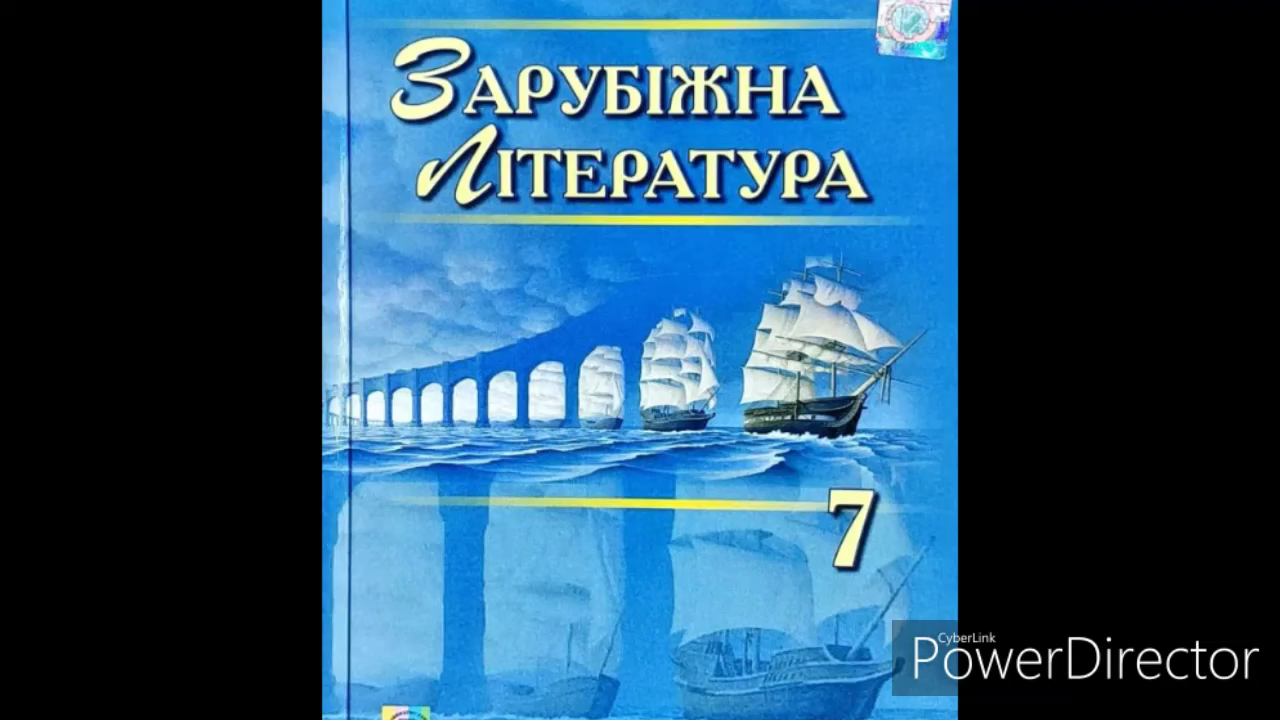 Зарубіжна
Література
7
CyberLink
PowerDirector